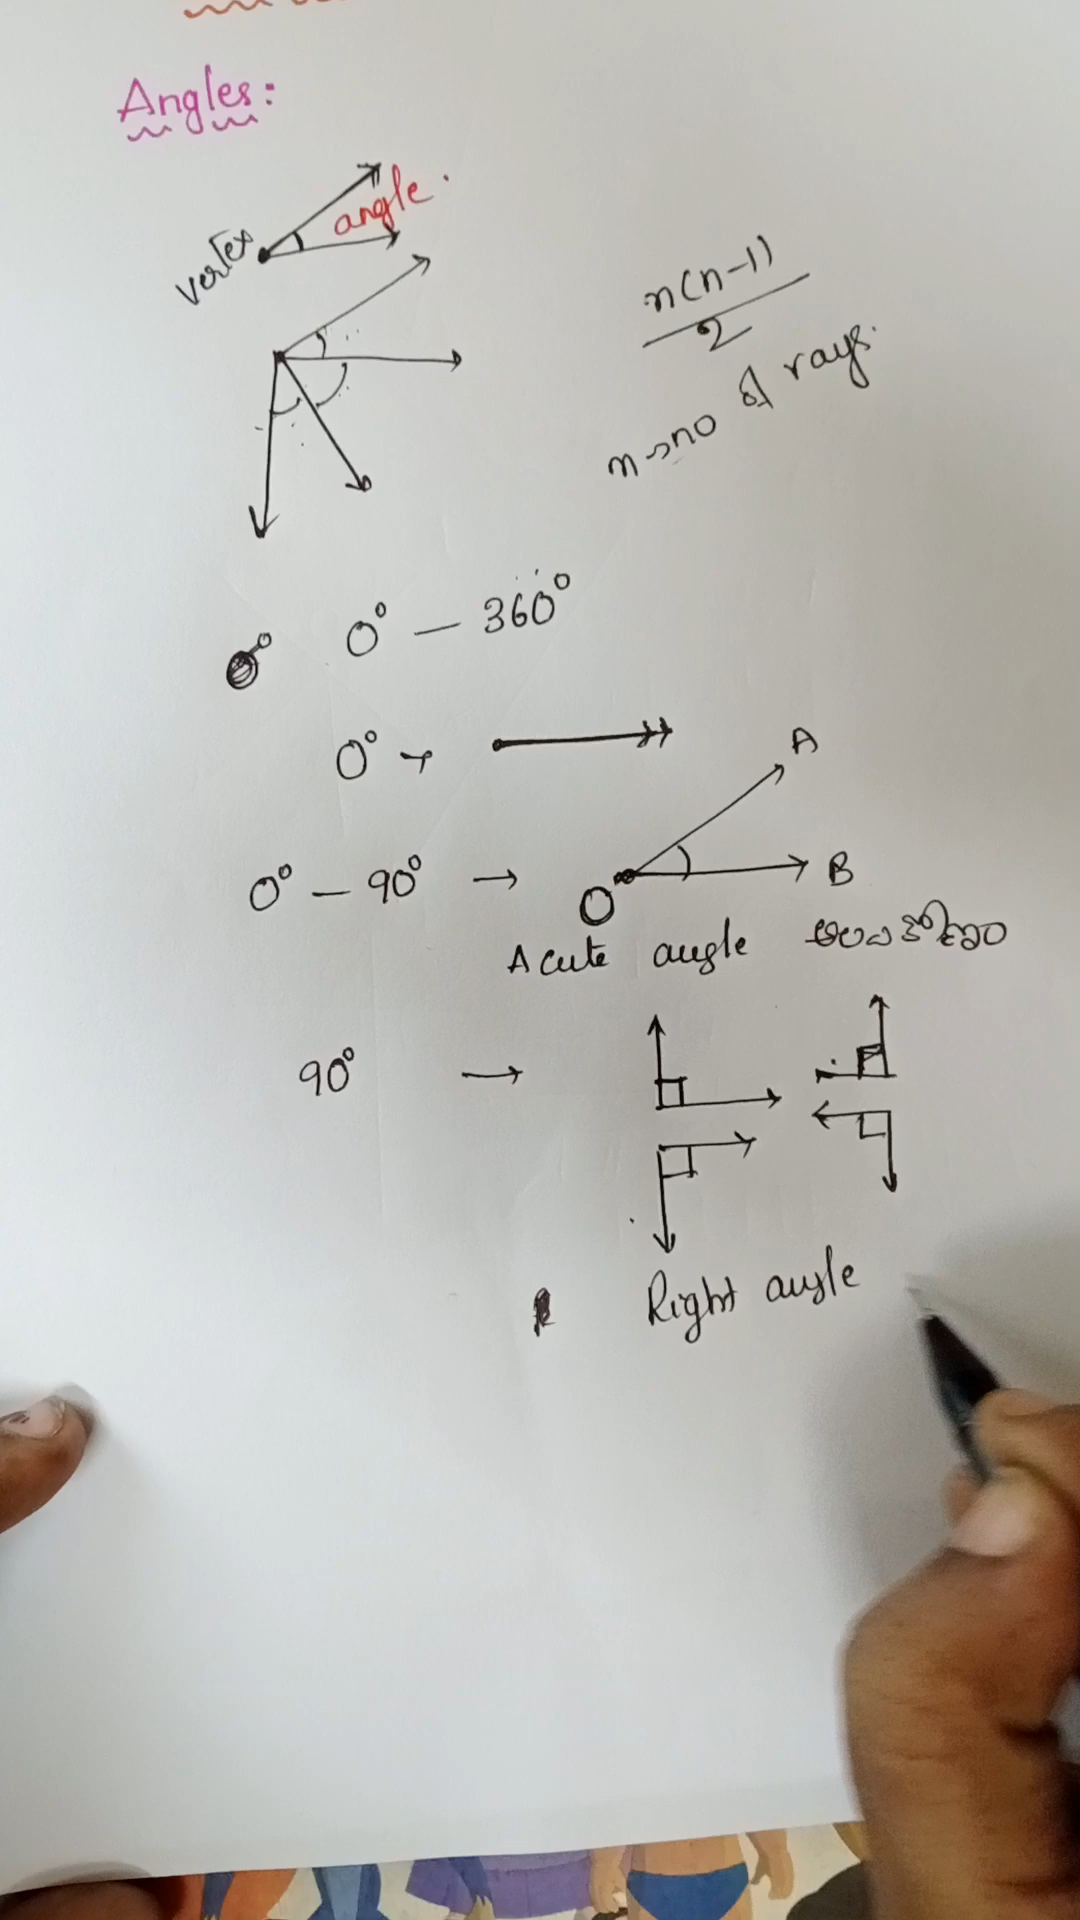 Angles:
angle.
vertex
n(n-1)
2
n→no of rays.
0° — 360°
0° →
A
0° — 90° →
B
O
Acute angle
90° →
Right angle